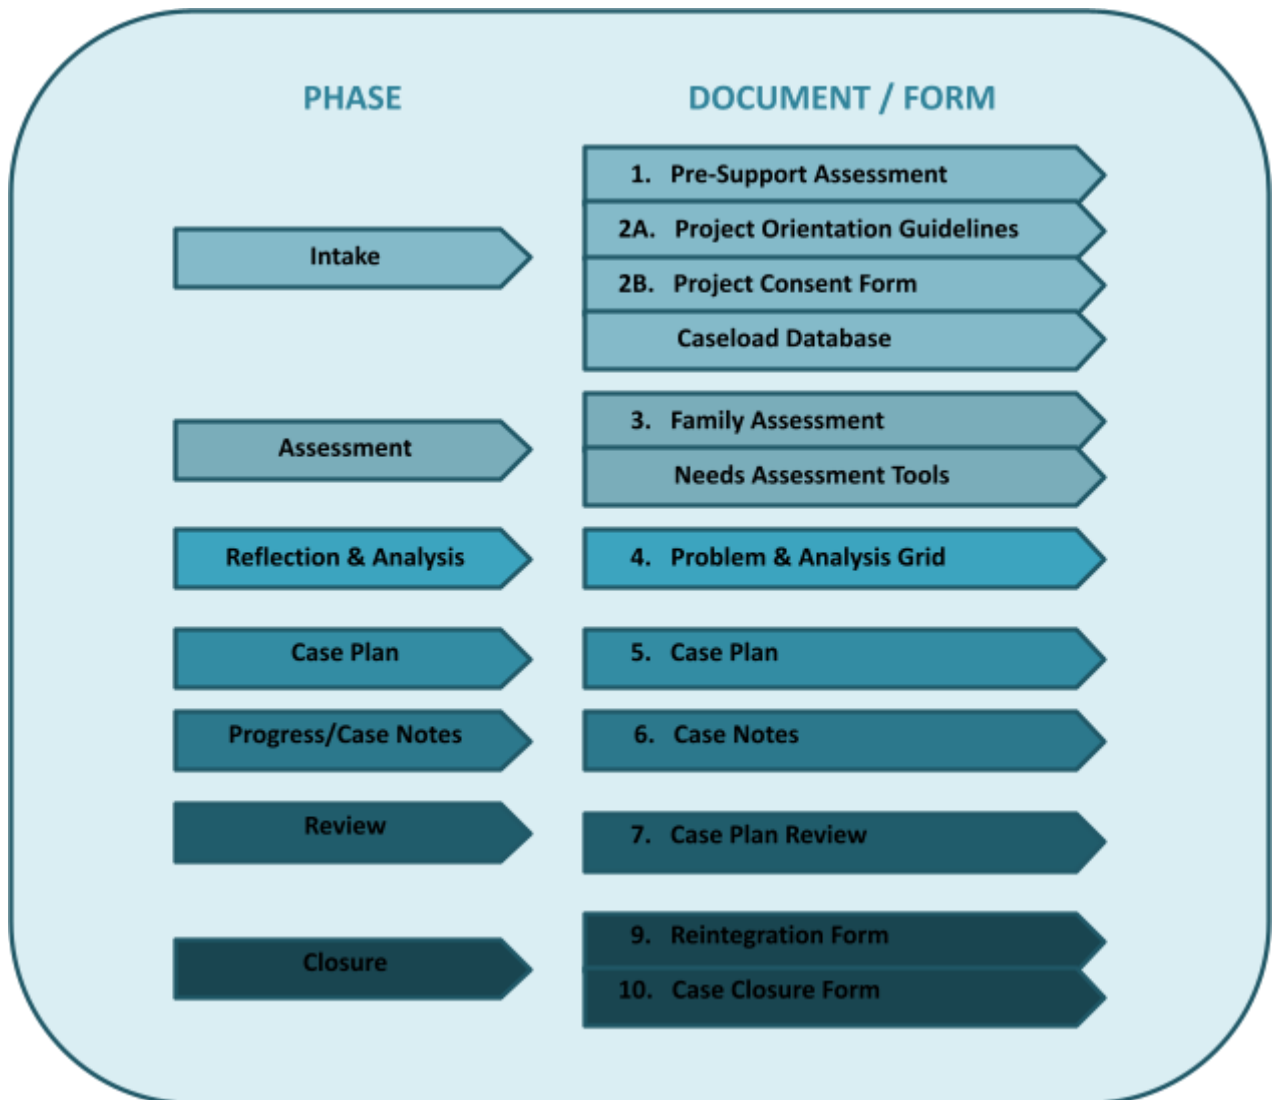 PHASE
DOCUMENT / FORM
Intake
1. Pre-Support Assessment
2A. Project Orientation Guidelines
2B. Project Consent Form
Caseload Database
Assessment
3. Family Assessment
Needs Assessment Tools
Reflection & Analysis
4. Problem & Analysis Grid
Case Plan
5. Case Plan
Progress/Case Notes
6. Case Notes
Review
7. Case Plan Review
Closure
9. Reintegration Form
10. Case Closure Form